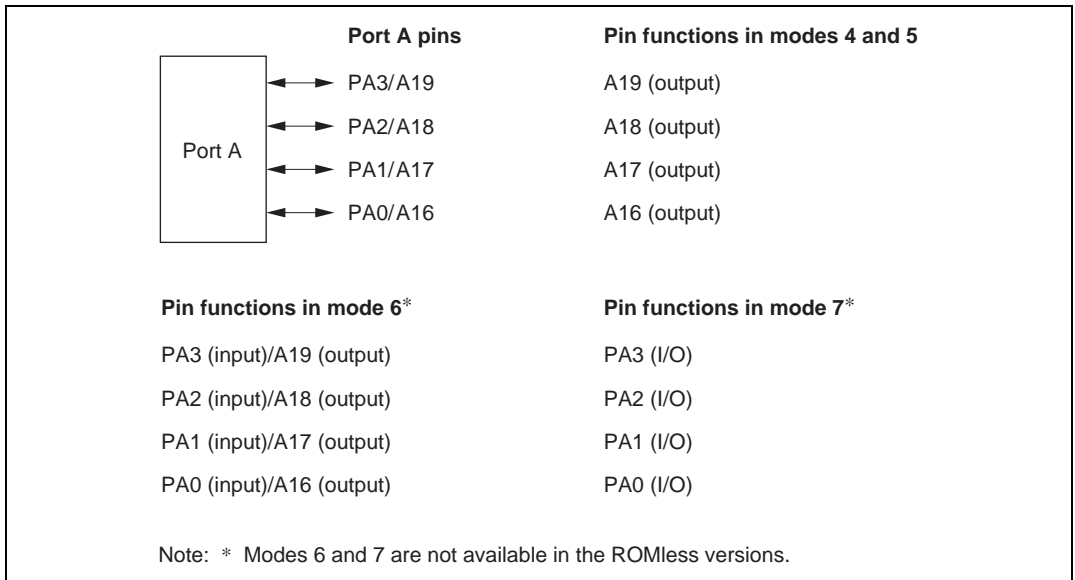 Port A pins Pin functions in modes 4 and 5
PA3/A19 A19 (output)
PA2/A18 A18 (output)
Port A
PA1/A17 A17 (output)
PA0/A16 A16 (output)
Pin functions in mode 6* Pin functions in mode 7*
PA3 (input)/A19 (output) PA3 (I/O)
PA2 (input)/A18 (output) PA2 (I/O)
PA1 (input)/A17 (output) PA1 (I/O)
PA0 (input)/A16 (output) PA0 (I/O)
Note: * Modes 6 and 7 are not available in the ROMless versions.